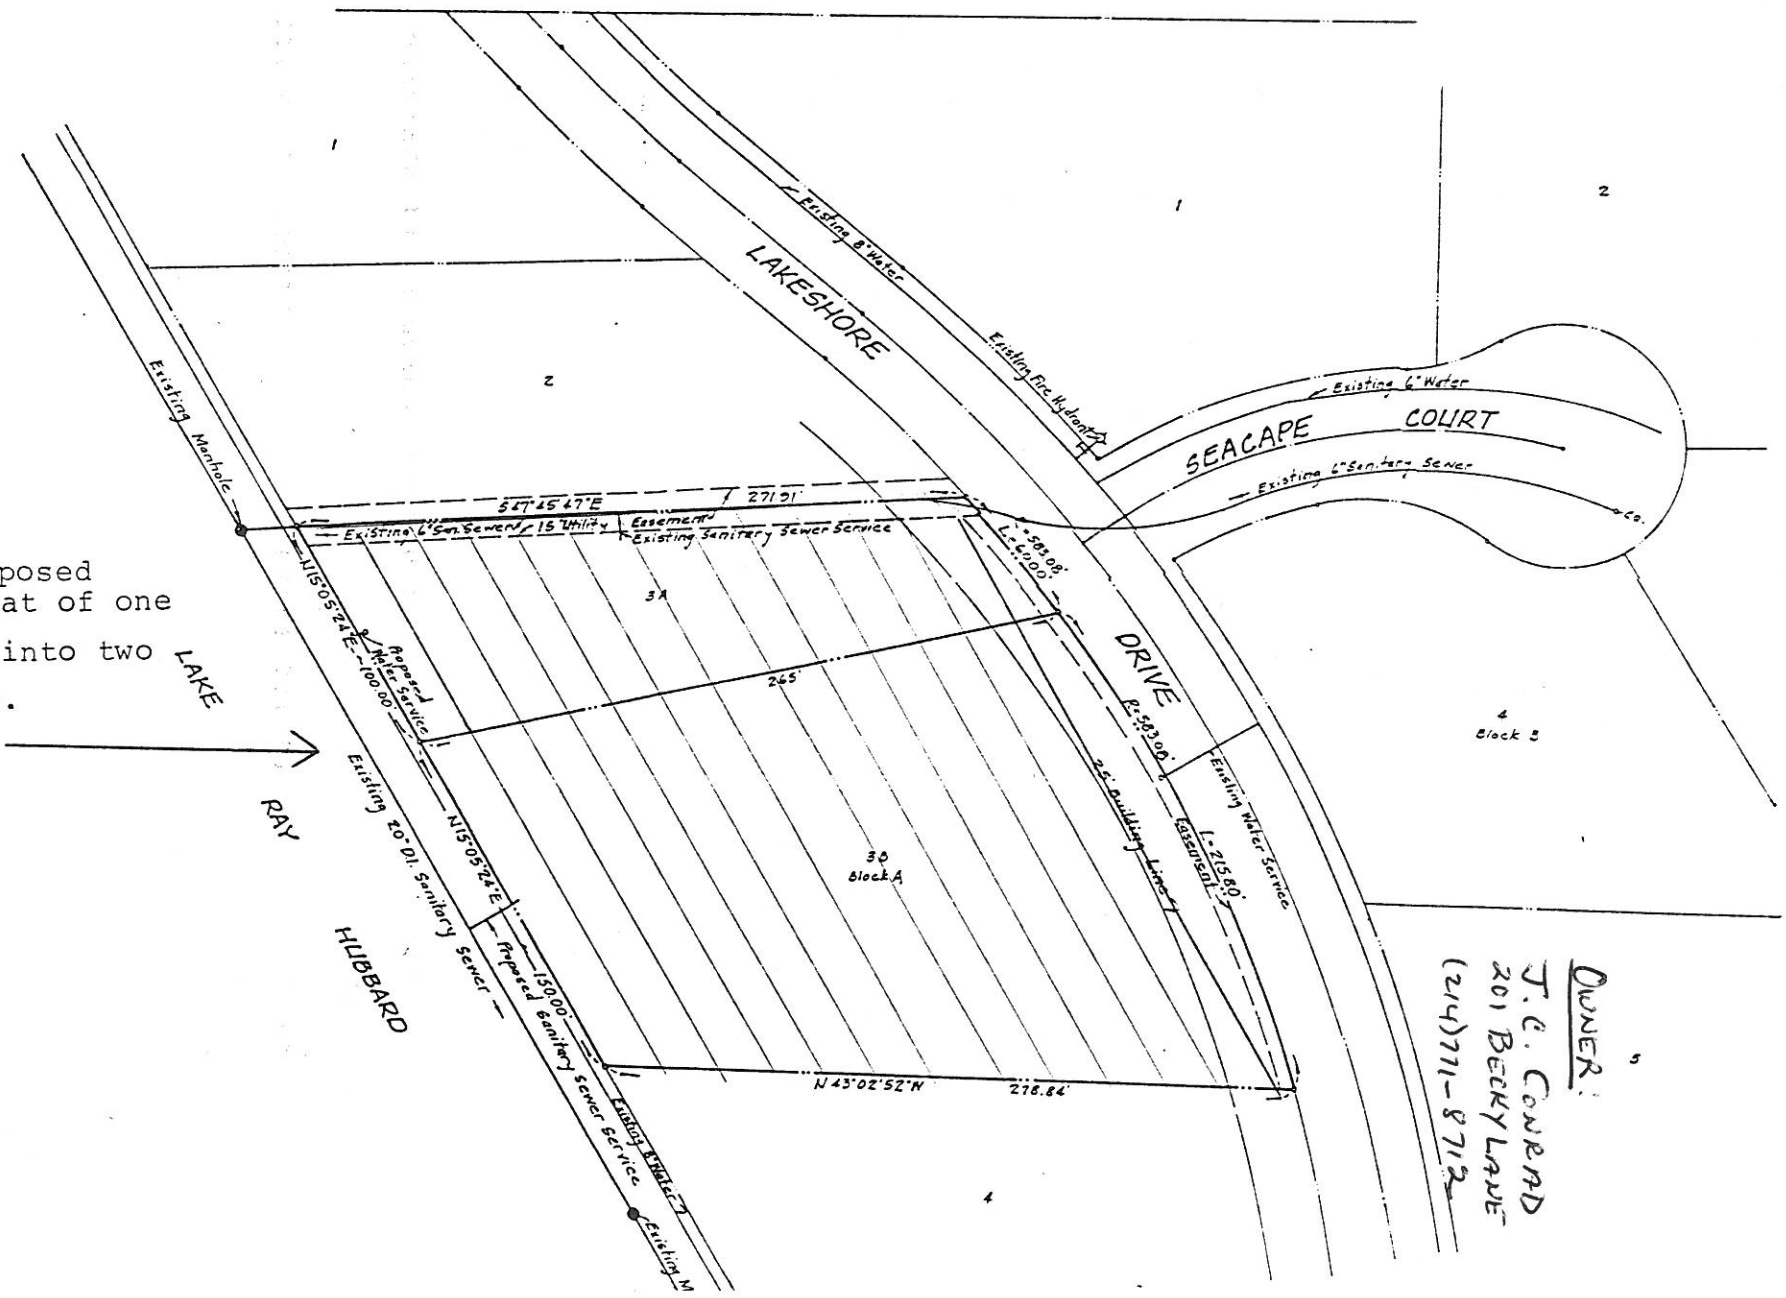 1
1
2
Existing 8" Water
LAKESHORE
Existing Fire Hydrant
2
Existing 6" Water
SEACAPE COURT
Existing 6" Sanitary Sewer
C.O.
Existing Manhole
S47°45'47"E 271.91'
Existing 6" San. Sewer 15' Utility Easement
Existing Sanitary Sewer Service
R=583.08'
L=60.00'
posed
at of one
into two
.
N15°05'24"E ~ 100.00'
Proposed
Water Service
3A
265'
DRIVE
LAKE
RAY
HUBBARD
R=583.08'
L=215.80'
25' Building Line
Easement
Existing Water Service
4
Block B
Existing 20" D.I. Sanitary Sewer
N15°05'24"E
150.00'
Proposed Sanitary Sewer Service
3B
Block A
N 43°02'52"W 278.84'
Existing 8" Water
Existing M
4
5
OWNER:
J.C. CONRAD
201 BECKY LANE
(214)771-8712